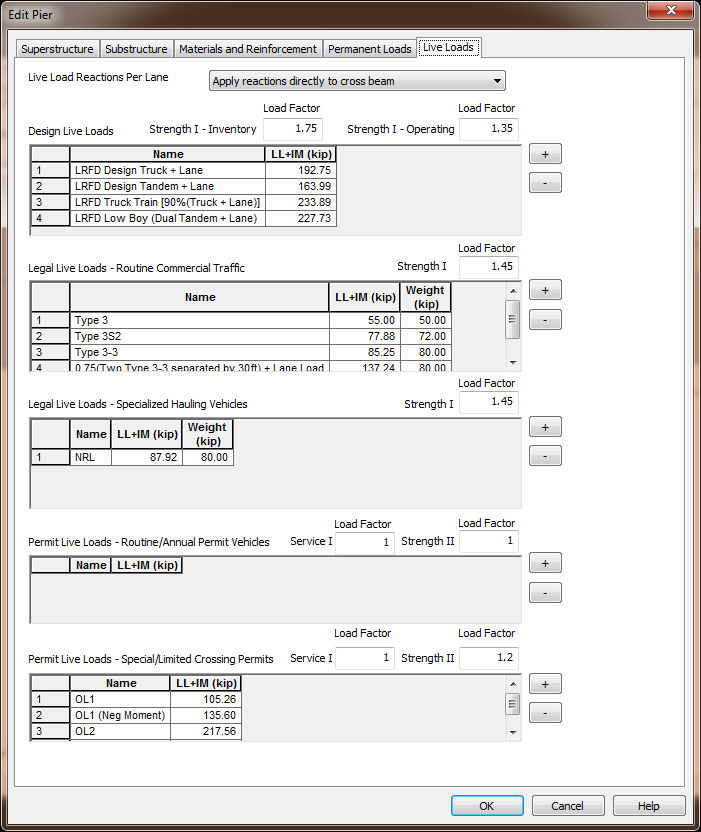 Edit Pier
Superstructure Substructure Materials and Reinforcement Permanent Loads Live Loads
Live Load Reactions Per Lane Apply reactions directly to cross beam
Load Factor Load Factor
Design Live Loads Strength I - Inventory 1.75 Strength I - Operating 1.35
Name LL+IM (kip)
1 LRFD Design Truck + Lane 192.75
2 LRFD Design Tandem + Lane 163.99
3 LRFD Truck Train [90%(Truck + Lane)] 233.89
4 LRFD Low Boy (Dual Tandem + Lane) 227.73
+
-
Load Factor
Legal Live Loads - Routine Commercial Traffic Strength I 1.45
Name LL+IM (kip) Weight (kip)
1 Type 3 55.00 50.00
2 Type 3S2 77.88 72.00
3 Type 3-3 85.25 80.00
4 0.75(Two Type 3-3 separated by 30ft) + Lane Load 137.24 80.00
+
-
Load Factor
Legal Live Loads - Specialized Hauling Vehicles Strength I 1.45
Name LL+IM (kip) Weight (kip)
1 NRL 87.92 80.00
+
-
Load Factor Load Factor
Permit Live Loads - Routine/Annual Permit Vehicles Service I 1 Strength II 1
Name LL+IM (kip)
+
-
Load Factor Load Factor
Permit Live Loads - Special/Limited Crossing Permits Service I 1 Strength II 1.2
Name LL+IM (kip)
1 OL1 105.26
2 OL1 (Neg Moment) 135.60
3 OL2 217.56
+
-
OK Cancel Help